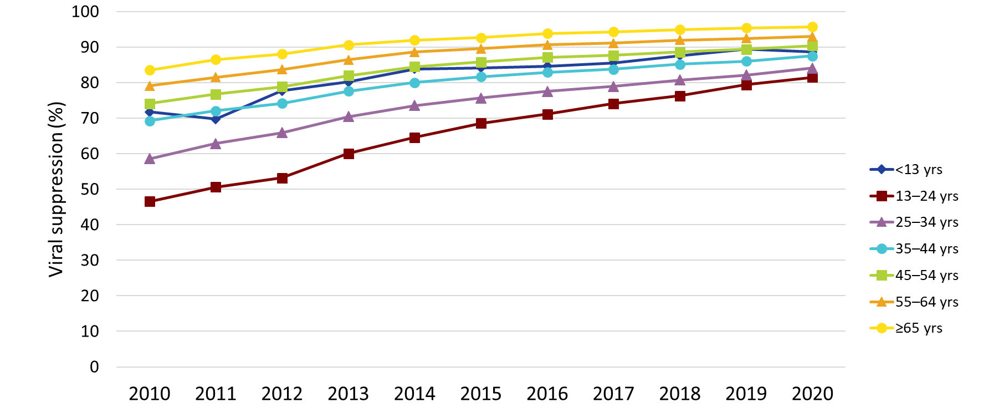 Viral suppression (%)
100
90
80
70
60
50
40
30
20
10
0
2010 2011 2012 2013 2014 2015 2016 2017 2018 2019 2020
<13 yrs
13–24 yrs
25–34 yrs
35–44 yrs
45–54 yrs
55–64 yrs
≥65 yrs